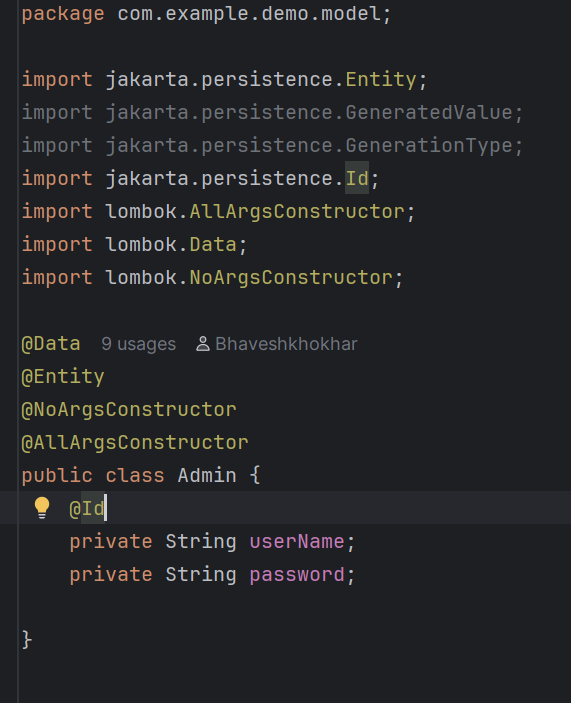 package com.example.demo.model;
import jakarta.persistence.Entity;
import jakarta.persistence.GeneratedValue;
import jakarta.persistence.GenerationType;
import jakarta.persistence.Id;
import lombok.AllArgsConstructor;
import lombok.Data;
import lombok.NoArgsConstructor;
@Data 9 usages Bhaveshkhokhar
@Entity
@NoArgsConstructor
@AllArgsConstructor
public class Admin {
@Id
private String userName;
private String password;
}